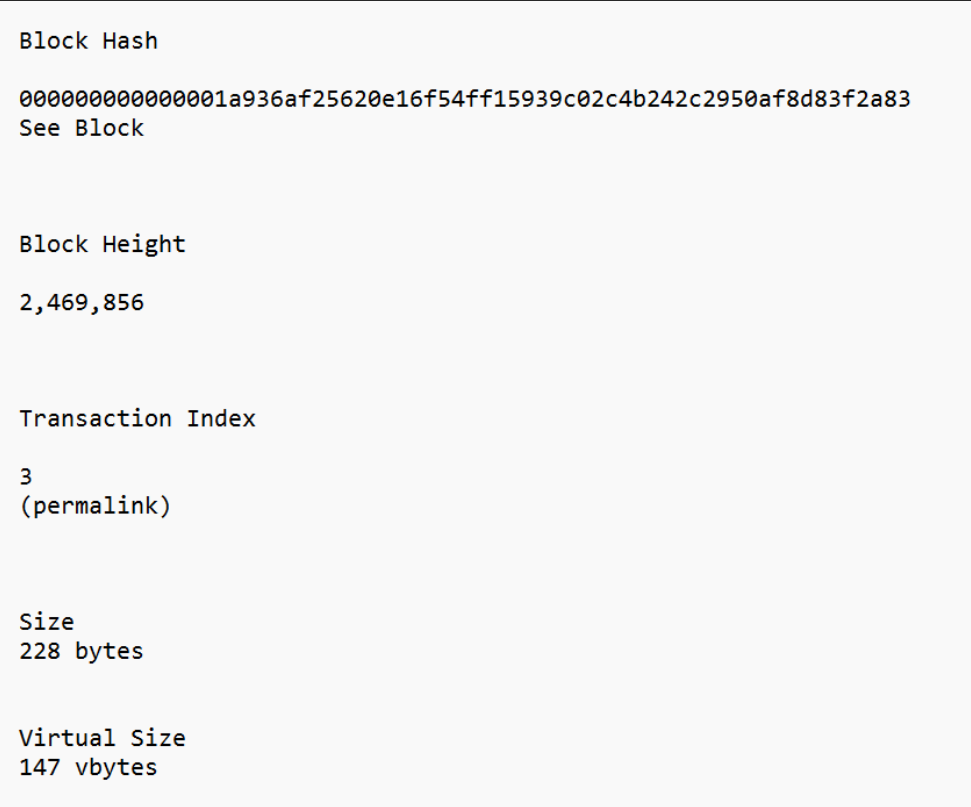 Block Hash
000000000000001a936af25620e16f54ff15939c02c4b242c2950af8d83f2a83
See Block
Block Height
2,469,856
Transaction Index
3
(permalink)
Size
228 bytes
Virtual Size
147 vbytes